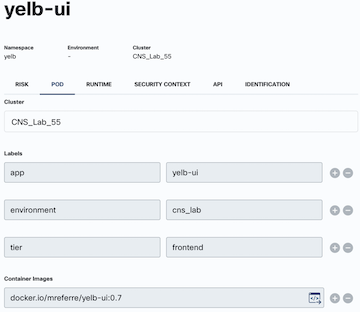 yelb-ui
Namespace Environment Cluster
yelb - CNS_Lab_55
RISK POD RUNTIME SECURITY CONTEXT API IDENTIFICATION
Cluster
CNS_Lab_55
Labels
app yelb-ui
environment cns_lab
tier frontend
Container Images
docker.io/mreferre/yelb-ui:0.7